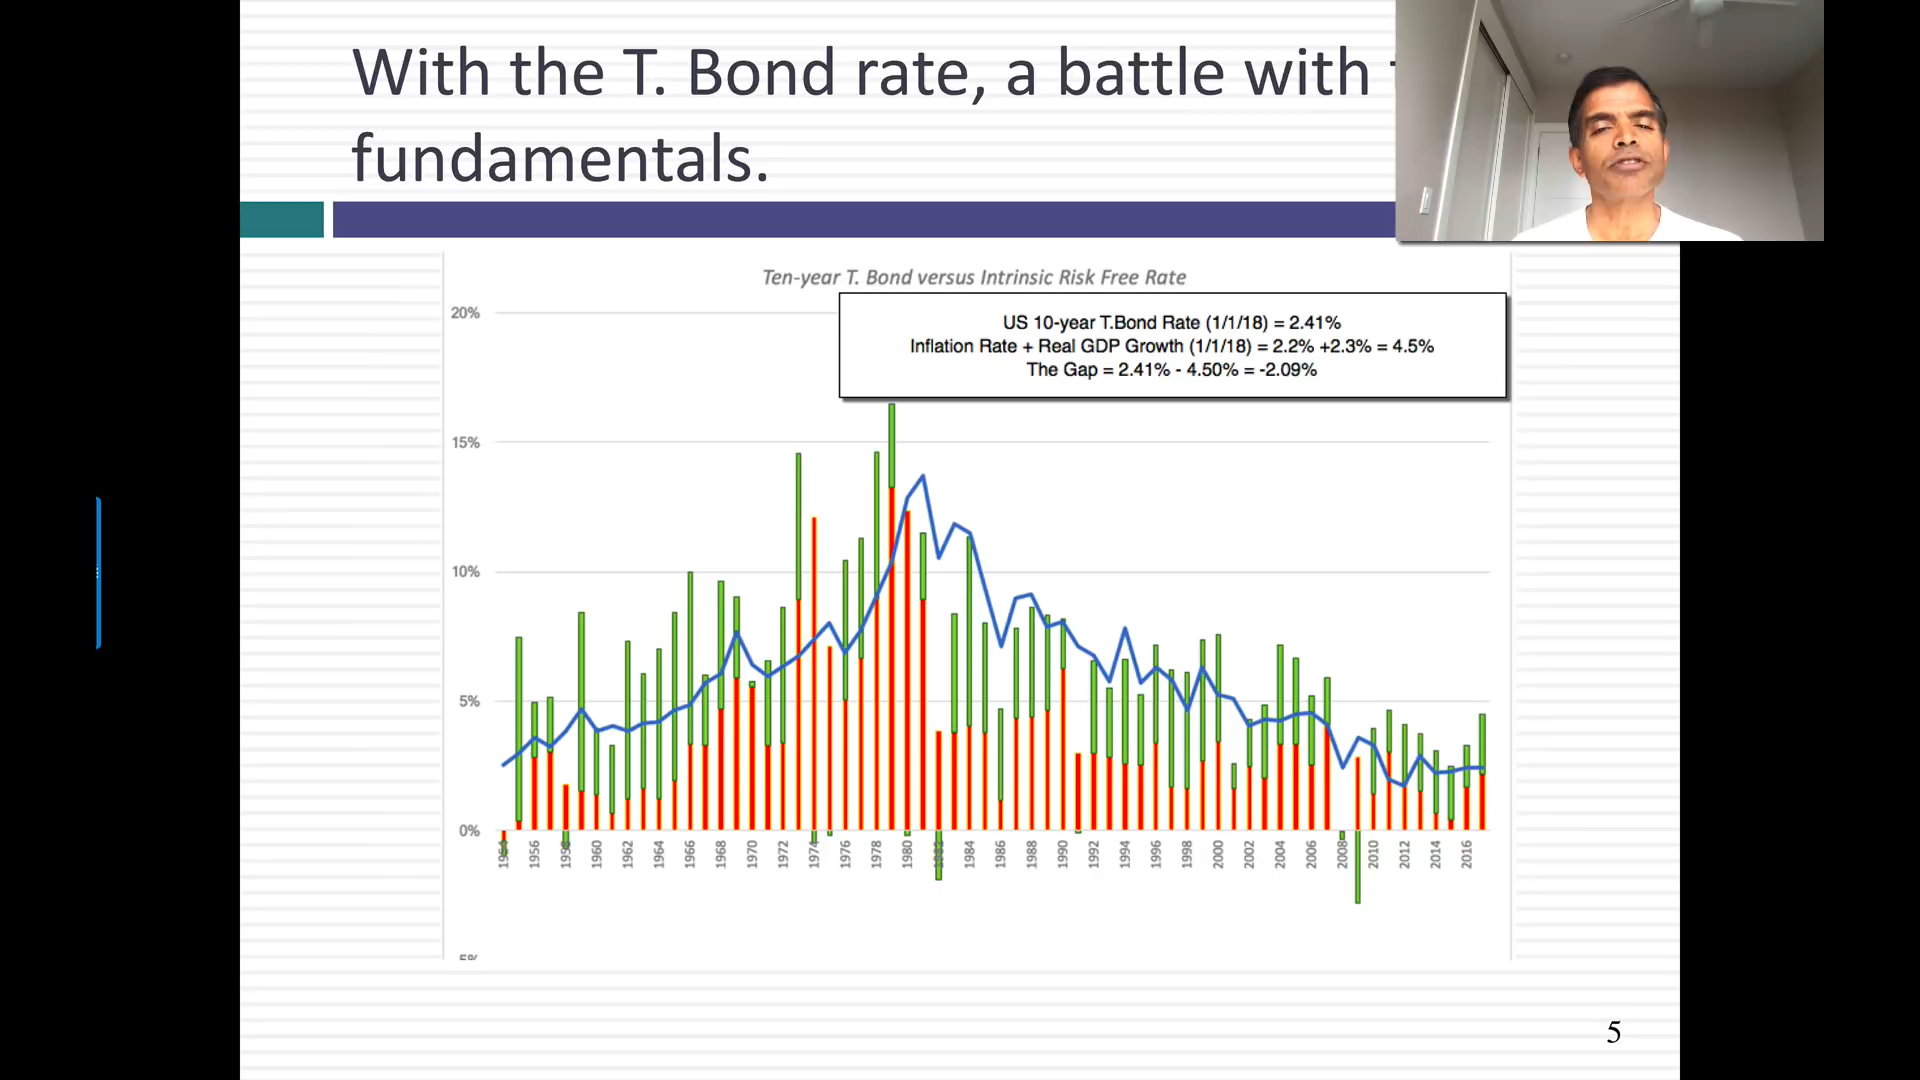 With the T. Bond rate, a battle with
fundamentals.
Ten-year T. Bond versus Intrinsic Risk Free Rate
US 10-year T.Bond Rate (1/1/18) = 2.41%
Inflation Rate + Real GDP Growth (1/1/18) = 2.2% +2.3% = 4.5%
The Gap = 2.41% - 4.50% = -2.09%
20%
15%
10%
5%
0%
1956 1960 1962 1964 1966 1968 1970 1972 1974 1976 1978 1980 1984 1986 1988 1990 1992 1994 1996 1998 2000 2002 2004 2006 2008 2010 2012 2014 2016
5